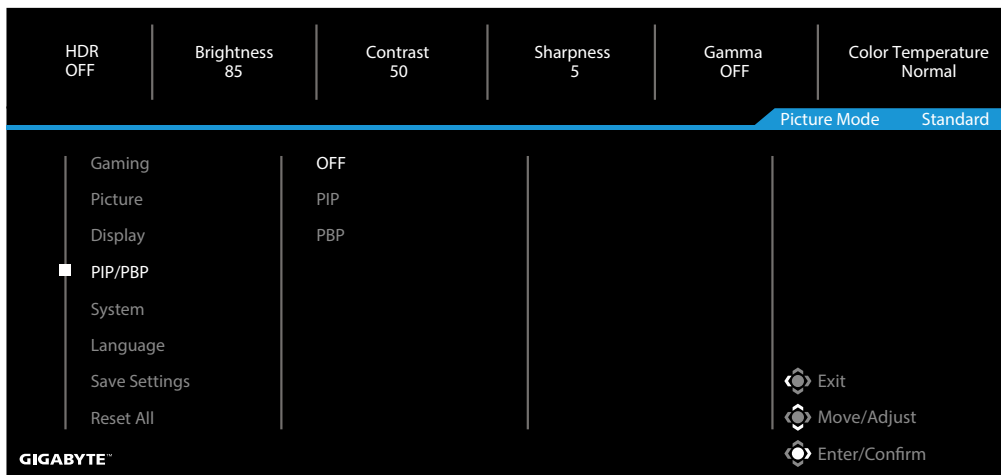 HDR
OFF
Brightness
85
Contrast
50
Sharpness
5
Gamma
OFF
Color Temperature
Normal
Picture Mode Standard
Gaming
Picture
Display
PIP/PBP
System
Language
Save Settings
Reset All
OFF
PIP
PBP
Exit
Move/Adjust
Enter/Confirm
GIGABYTE™